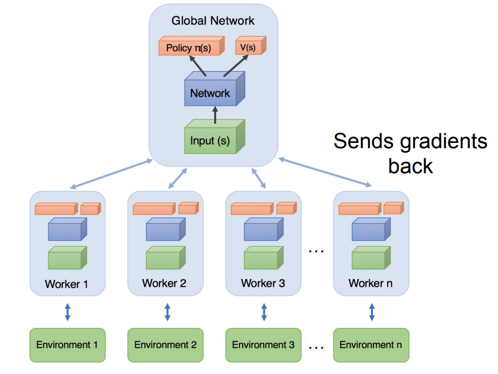 Global Network
Policy π(s)
V(s)
Network
Input (s)
Sends gradients
back
Worker 1
Worker 2
Worker 3
...
Worker n
Environment 1
Environment 2
Environment 3
...
Environment n